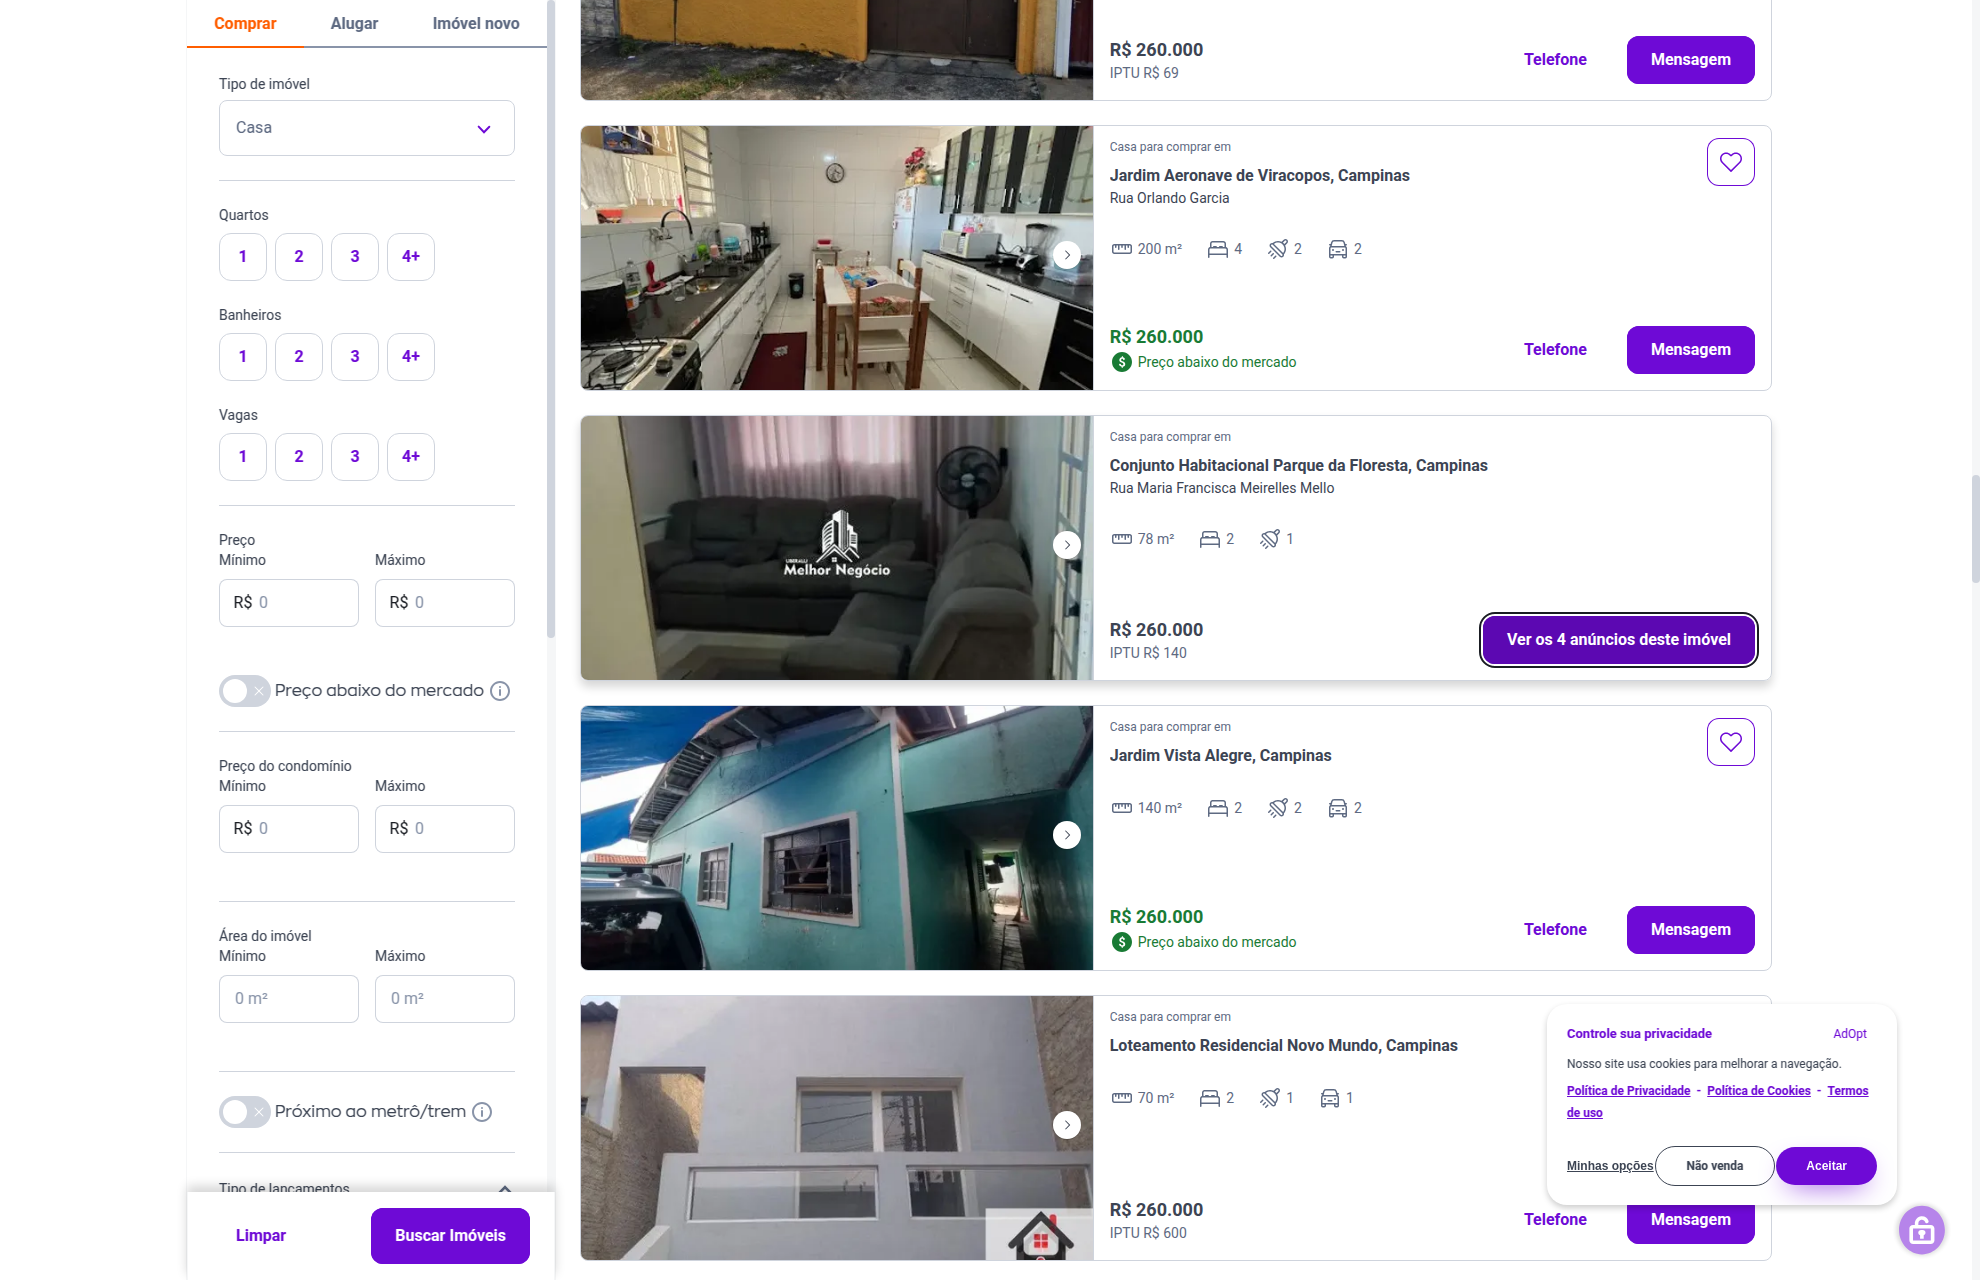 Comprar
Alugar
Imóvel novo
Tipo de imóvel
Casa
Quartos
1
2
3
4+
Banheiros
1
2
3
4+
Vagas
1
2
3
4+
Preço
Mínimo
Máximo
R$ 0
R$ 0
Preço abaixo do mercado
Preço do condomínio
Mínimo
Máximo
R$ 0
R$ 0
Área do imóvel
Mínimo
Máximo
0 m²
0 m²
Próximo ao metrô/trem
Tipo de lançamentos
Limpar
Buscar Imóveis
R$ 260.000
IPTU R$ 69
Telefone
Mensagem
Casa para comprar em
Jardim Aeronave de Viracopos, Campinas
Rua Orlando Garcia
200 m²
4
2
2
R$ 260.000
$ Preço abaixo do mercado
Telefone
Mensagem
Melhor Negócio
Casa para comprar em
Conjunto Habitacional Parque da Floresta, Campinas
Rua Maria Francisca Meirelles Mello
78 m²
2
1
R$ 260.000
IPTU R$ 140
Ver os 4 anúncios deste imóvel
Casa para comprar em
Jardim Vista Alegre, Campinas
140 m²
2
2
2
R$ 260.000
$ Preço abaixo do mercado
Telefone
Mensagem
Casa para comprar em
Loteamento Residencial Novo Mundo, Campinas
70 m²
2
1
1
R$ 260.000
IPTU R$ 600
Telefone
Mensagem
Controle sua privacidade
AdOpt
Nosso site usa cookies para melhorar a navegação.
Política de Privacidade - Política de Cookies - Termos
de uso
Minhas opções
Não venda
Aceitar